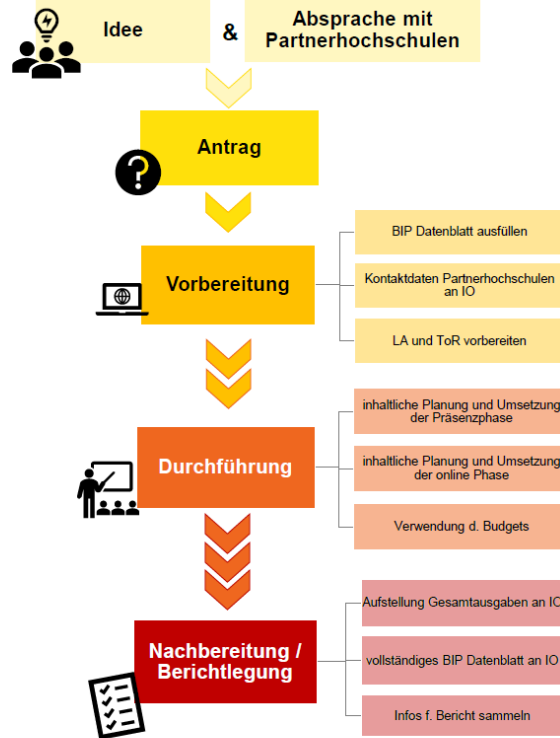 Idee
&
Absprache mit
Partnerhochschulen
Antrag
?
Vorbereitung
BIP Datenblatt ausfüllen
Kontaktdaten Partnerhochschulen
an IO
LA und ToR vorbereiten
Durchführung
inhaltliche Planung und Umsetzung
der Präsenzphase
inhaltliche Planung und Umsetzung
der online Phase
Verwendung d. Budgets
Nachbereitung /
Berichtlegung
Aufstellung Gesamtausgaben an IO
vollständiges BIP Datenblatt an IO
Infos f. Bericht sammeln